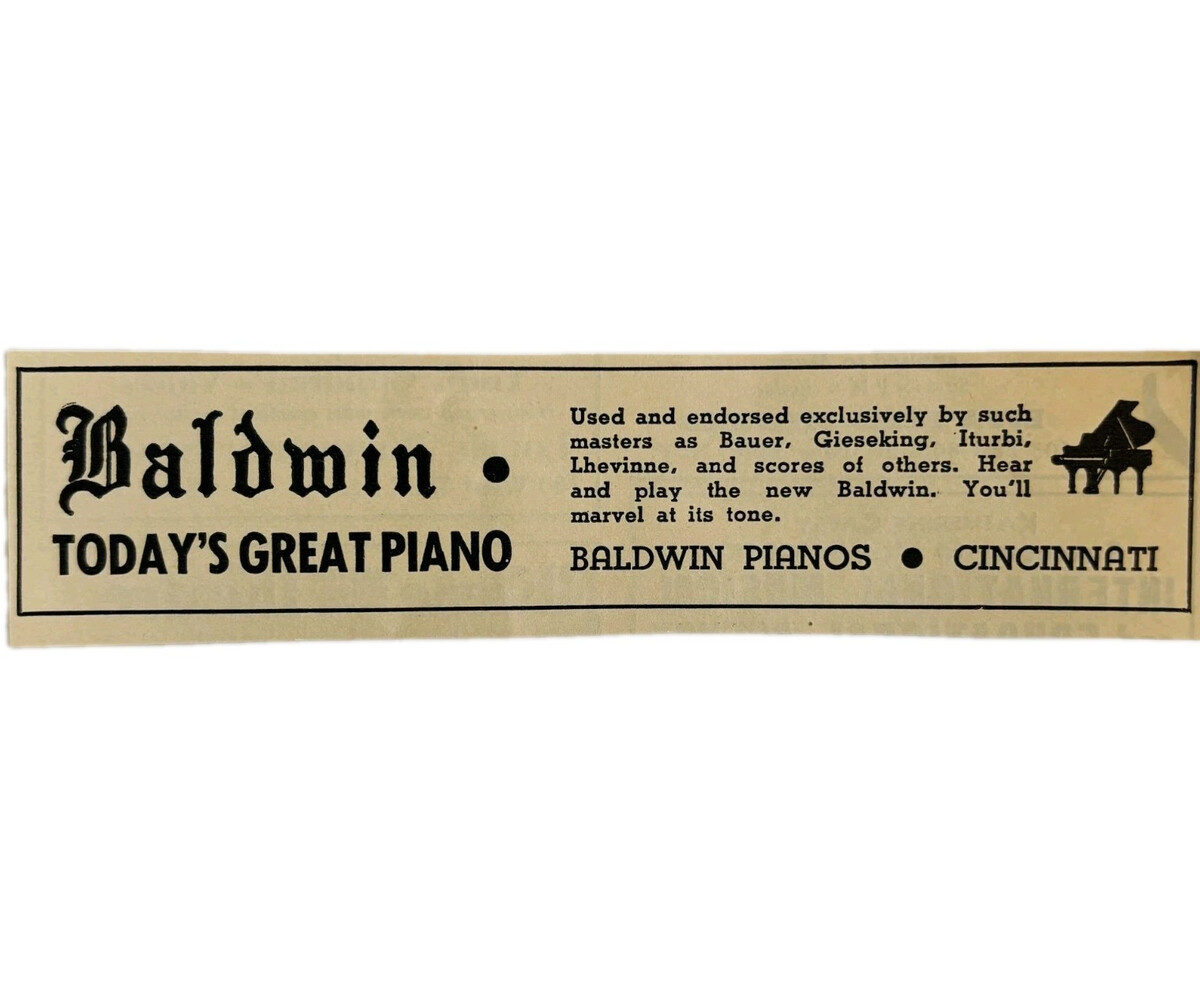 Baldwin •
TODAY'S GREAT PIANO
Used and endorsed exclusively by such
masters as Bauer, Gieseking, Iturbi,
Lhevinne, and scores of others. Hear
and play the new Baldwin. You'll
marvel at its tone.
BALDWIN PIANOS • CINCINNATI